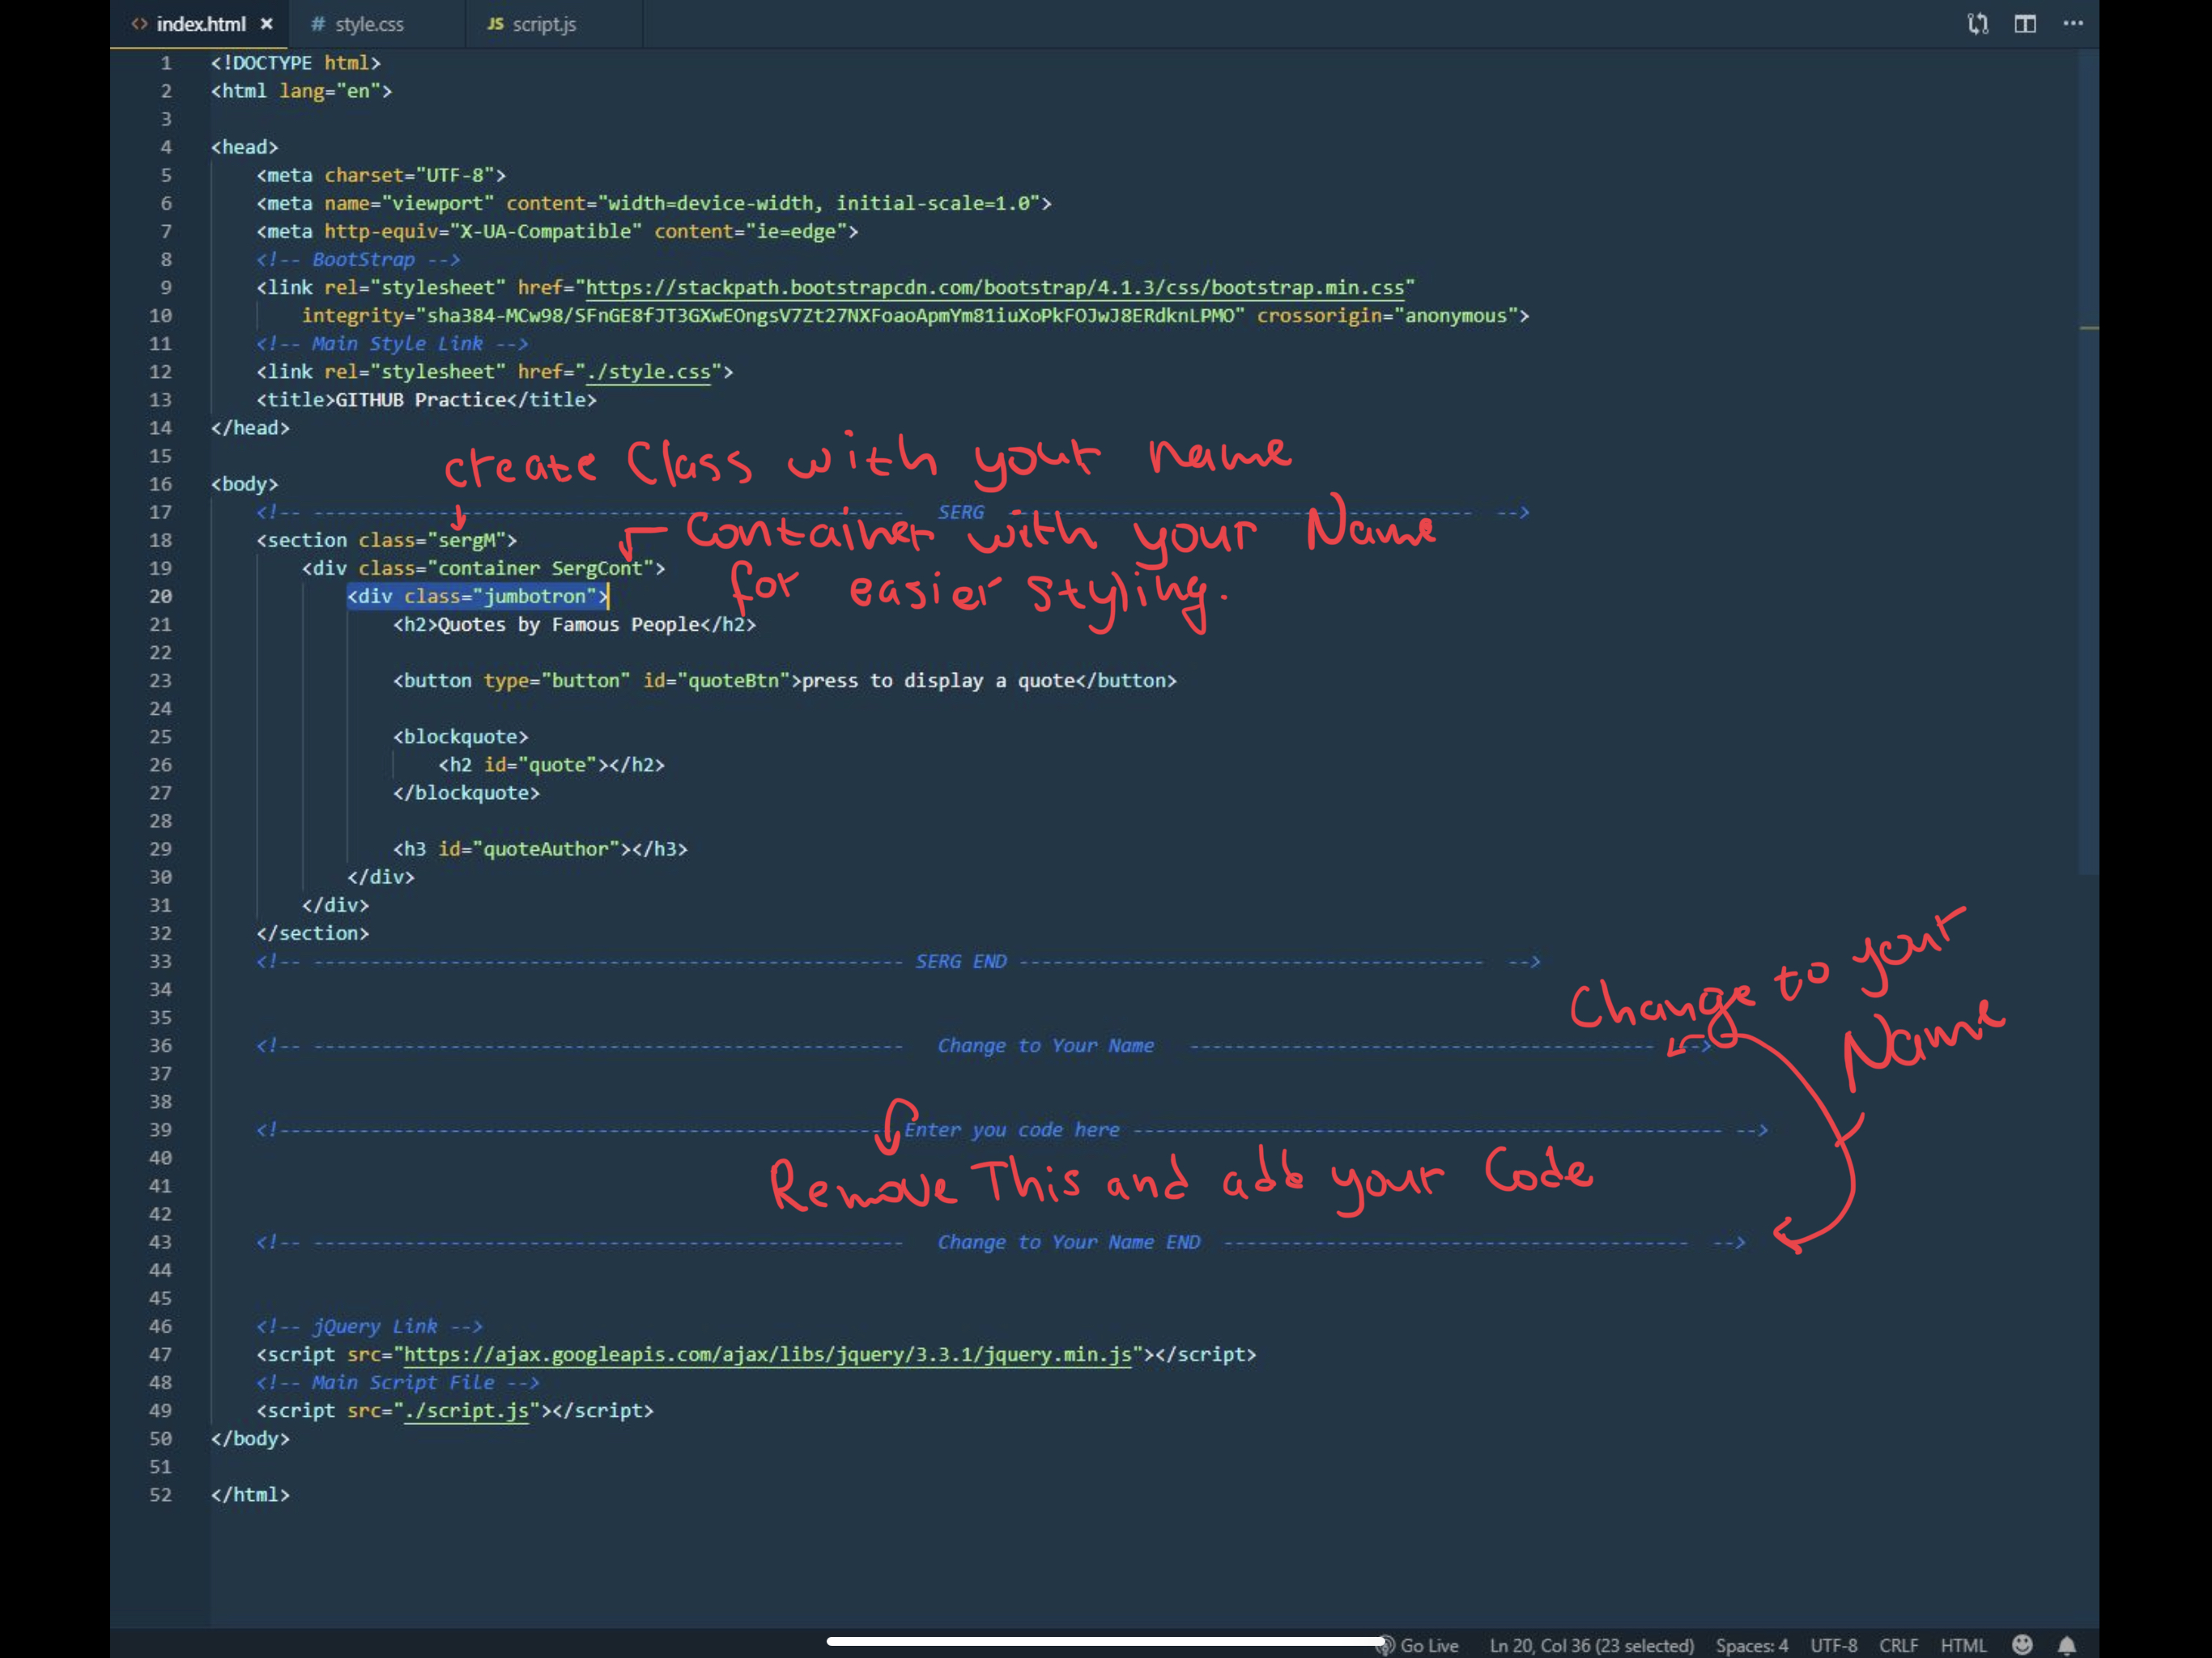 <> index.html × # style.css JS script.js ...
1 <!DOCTYPE html>
2 <html lang="en">
3
4 <head>
5 <meta charset="UTF-8">
6 <meta name="viewport" content="width=device-width, initial-scale=1.0">
7 <meta http-equiv="X-UA-Compatible" content="ie=edge">
8 <!-- BootStrap -->
9 <link rel="stylesheet" href="https://stackpath.bootstrapcdn.com/bootstrap/4.1.3/css/bootstrap.min.css"
10 integrity="sha384-MCw98/SFnGE8fJT3GXwEOngsV7Zt27NXFoaoApmYm81iuXoPkFOJwJ8ERdknLPMO" crossorigin="anonymous">
11 <!-- Main Style Link -->
12 <link rel="stylesheet" href="./style.css">
13 <title>GITHUB Practice</title>
14 </head>
15
create Class with your name
16 <body>
17 <!-- ---------------------------------------------------- SERG ----------------------------------------- -->
Container with your Name
18 <section class="sergM">
19 <div class="container SergCont">
for easier styling.
20 <div class="jumbotron">
21 <h2>Quotes by Famous People</h2>
22
23 <button type="button" id="quoteBtn">press to display a quote</button>
24
25 <blockquote>
26 <h2 id="quote"></h2>
27 </blockquote>
28
29 <h3 id="quoteAuthor"></h3>
30 </div>
31 </div>
32 </section>
33 <!-- ---------------------------------------------------- SERG END ----------------------------------------- -->
34
Change to your
Name
35
36 <!-- ---------------------------------------------------- Change to Your Name ----------------------------------------- -->
37
38
39 <!----------------------------------------------------- Enter you code here ---------------------------------------------------- -->
40
Remove This and add your Code
41
42
43 <!-- ---------------------------------------------------- Change to Your Name END ----------------------------------------- -->
44
45
46 <!-- jQuery Link -->
47 <script src="https://ajax.googleapis.com/ajax/libs/jquery/3.3.1/jquery.min.js"></script>
48 <!-- Main Script File -->
49 <script src="./script.js"></script>
50 </body>
51
52 </html>
Go Live Ln 20, Col 36 (23 selected) Spaces: 4 UTF-8 CRLF HTML